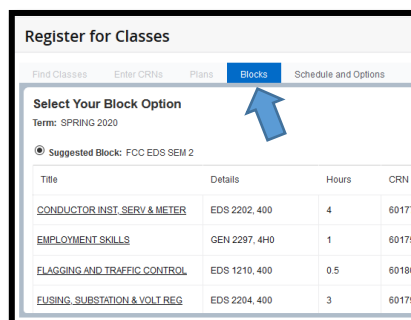 Register for Classes
Find Classes Enter CRNs Plans Blocks Schedule and Options
Select Your Block Option
Term: SPRING 2020
Suggested Block: FCC EDS SEM 2
Title Details Hours CRN
CONDUCTOR INST, SERV & METER EDS 2202, 400 4
EMPLOYMENT SKILLS GEN 2297, 4H0 1
FLAGGING AND TRAFFIC CONTROL EDS 1210, 400 0.5
FUSING, SUBSTATION & VOLT REG EDS 2204, 400 3